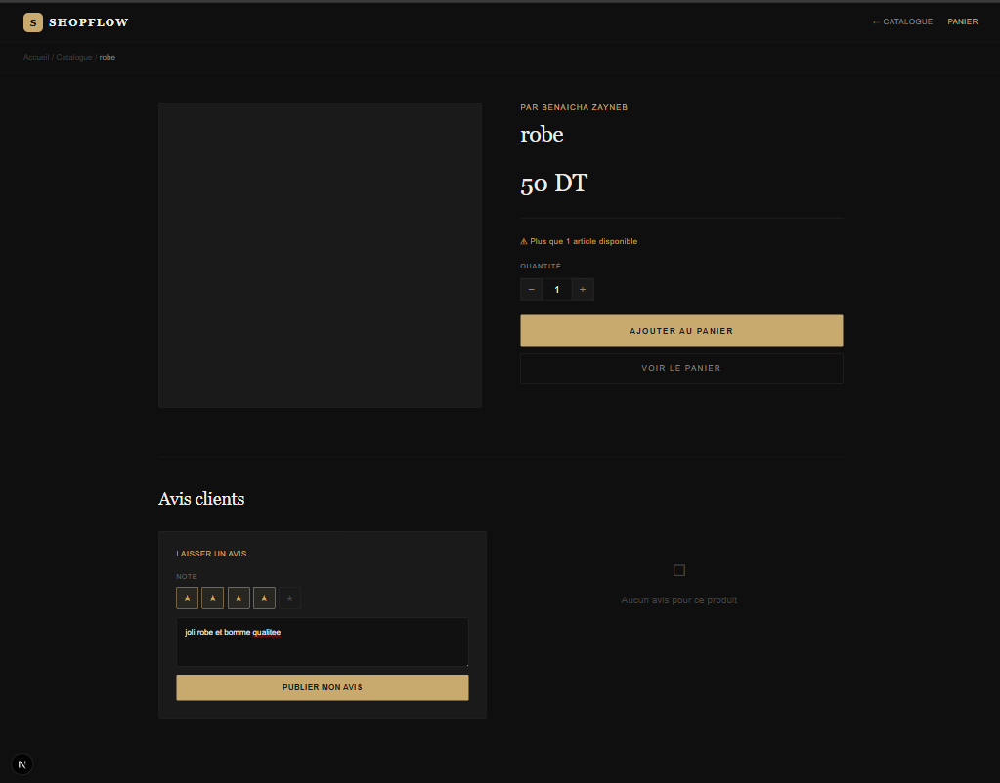 S SHOPFLOW
← CATALOGUE PANIER
Accueil / Catalogue / robe
PAR BENAICHA ZAYNEB
robe
50 DT
⚠ Plus que 1 article disponible
QUANTITÉ
− 1 +
AJOUTER AU PANIER
VOIR LE PANIER
Avis clients
LAISSER UN AVIS
NOTE
★ ★ ★ ★ ★
joli robe et bomme qualitee
PUBLIER MON AVIS
Aucun avis pour ce produit
N